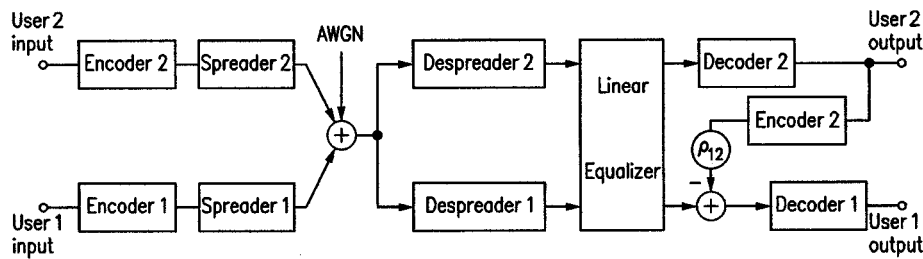 User 2
input
Encoder 2
Spreader 2
AWGN
+
Despreader 2
Linear
Equalizer
Decoder 2
User 2
output
Encoder 2
ρ12
−
+
User 1
input
Encoder 1
Spreader 1
Despreader 1
Decoder 1
User 1
output